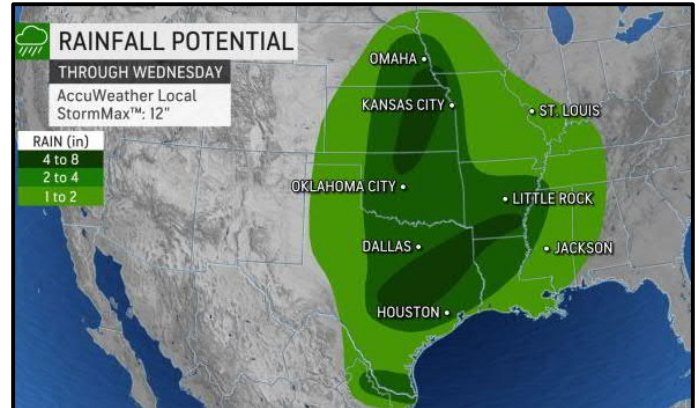 RAINFALL POTENTIAL
THROUGH WEDNESDAY
AccuWeather Local
StormMax™: 12"
RAIN (in)
4 to 8
2 to 4
1 to 2
OMAHA
KANSAS CITY
ST. LOUIS
OKLAHOMA CITY
LITTLE ROCK
DALLAS
JACKSON
HOUSTON